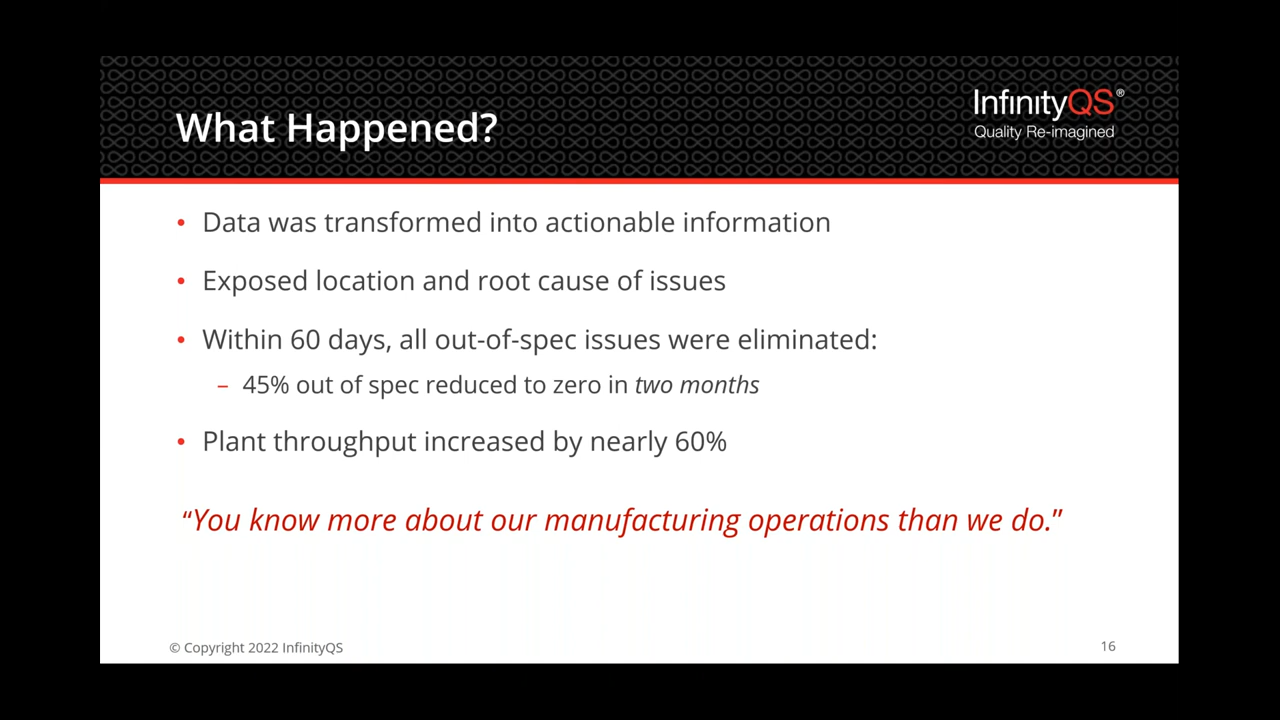 What Happened?
InfinityQS®
Quality Re-imagined
• Data was transformed into actionable information
• Exposed location and root cause of issues
• Within 60 days, all out-of-spec issues were eliminated:
– 45% out of spec reduced to zero in two months
• Plant throughput increased by nearly 60%
“You know more about our manufacturing operations than we do.”
© Copyright 2022 InfinityQS
16